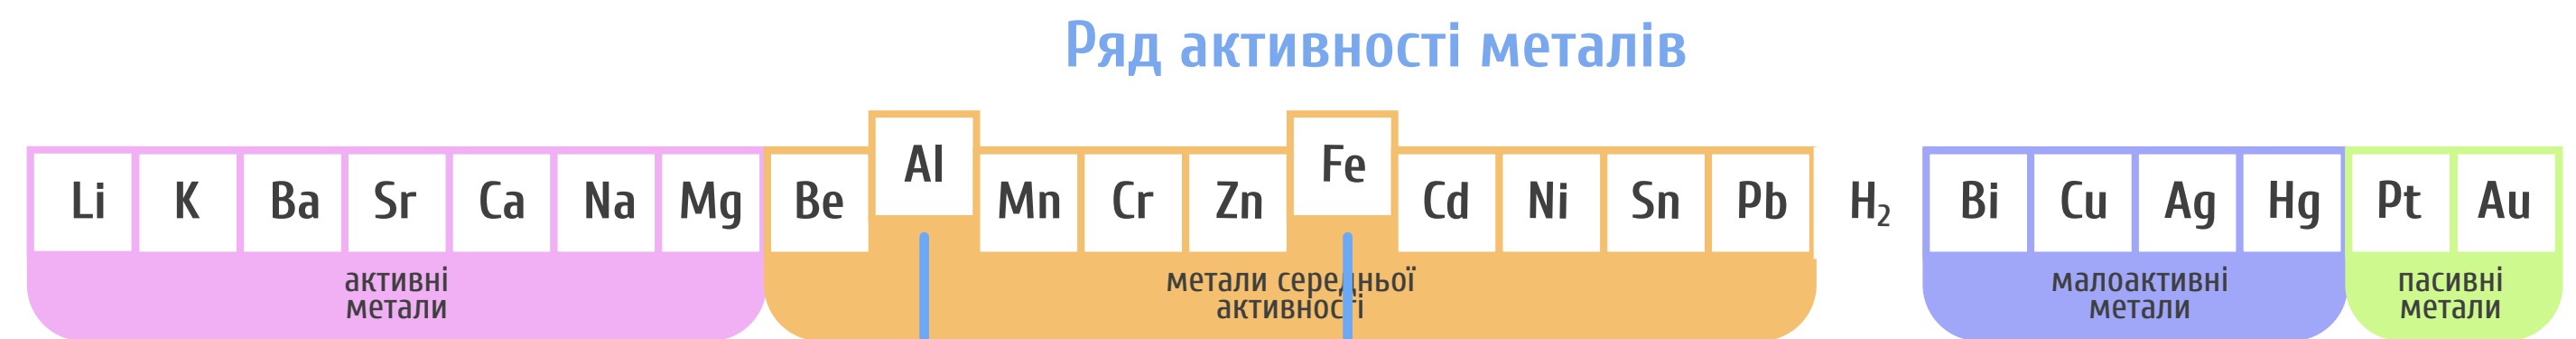 Ряд активності металів
Li K Ba Sr Ca Na Mg Be Al Mn Cr Zn Fe Cd Ni Sn Pb H₂ Bi Cu Ag Hg Pt Au
активні
метали
метали середньої
активності
малоактивні
метали
пасивні
метали